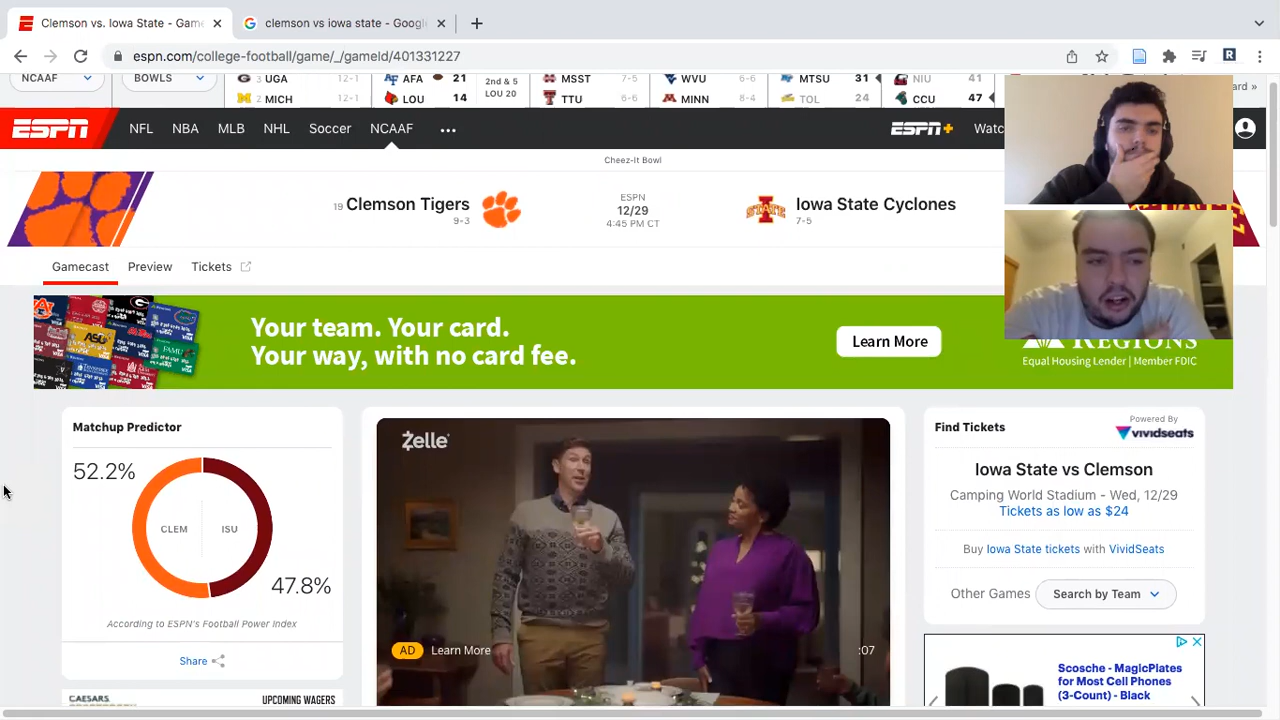 Clemson vs. Iowa State - Game
clemson vs iowa state - Google
espn.com/college-football/game/_/gameId/401331227
NCAAF
BOWLS
3 UGA 12-1
2 MICH 12-1
AFA 21
LOU 14
2nd & 5
LOU 20
MSST 7-5
TTU 6-6
WVU 6-6
MINN 8-4
MTSU 31
TOL 24
NIU 41
CCU 47
ard »
ESPN
NFL
NBA
MLB
NHL
Soccer
NCAAF
ESPN+
Watc
Cheez-It Bowl
19 Clemson Tigers
9-3
ESPN
12/29
4:45 PM CT
Iowa State Cyclones
7-5
Gamecast
Preview
Tickets
Your team. Your card.
Your way, with no card fee.
Learn More
REGIONS
Equal Housing Lender | Member FDIC
Matchup Predictor
52.2%
CLEM
ISU
47.8%
According to ESPN's Football Power Index
Share
CAESARS
UPCOMING WAGERS
Zelle
AD
Learn More
:07
Find Tickets
Powered By
vividseats
Iowa State vs Clemson
Camping World Stadium - Wed, 12/29
Tickets as low as $24
Buy Iowa State tickets with VividSeats
Other Games
Search by Team
Scosche - MagicPlates
for Most Cell Phones
(3-Count) - Black